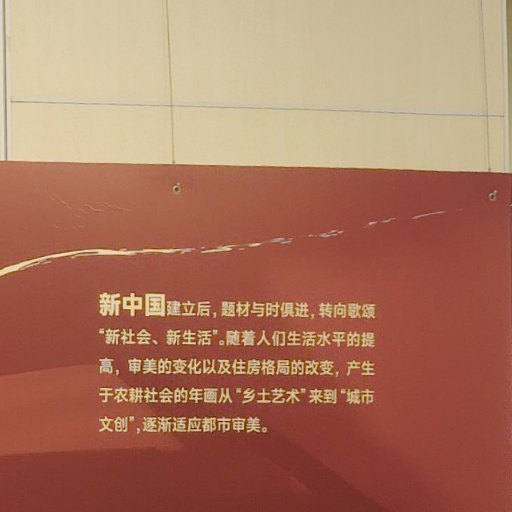 新中国建立后，题材与时俱进，转向歌颂
“新社会、新生活”。随着人们生活水平的提
高，审美的变化以及住房格局的改变，产生
于农耕社会的年画从“乡土艺术”来到“城市
文创”，逐渐适应都市审美。